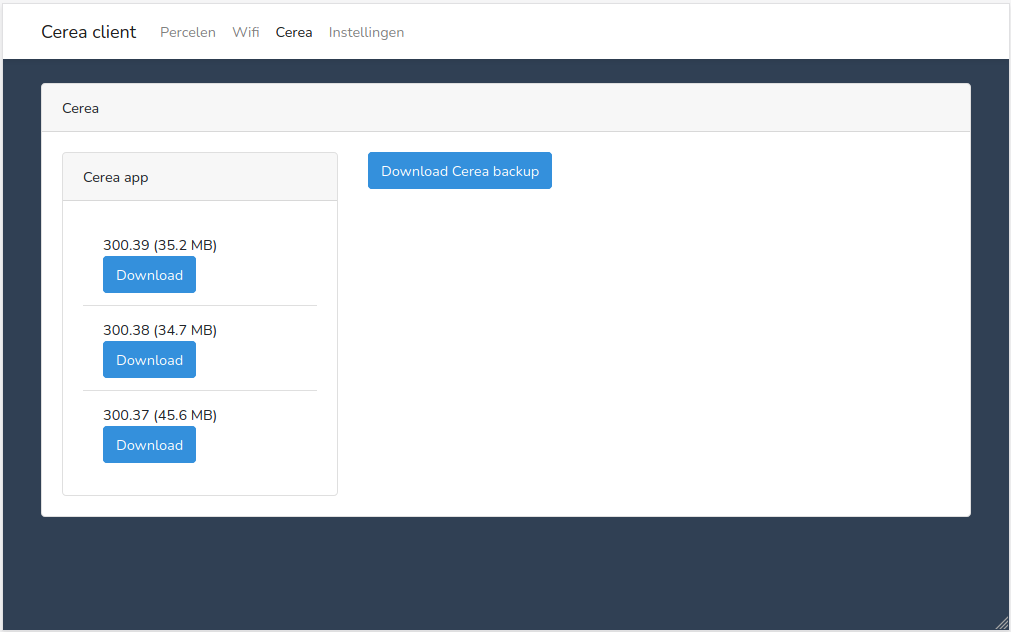 Cerea client Percelen Wifi Cerea Instellingen
Cerea
Cerea app
Download Cerea backup
300.39 (35.2 MB)
Download
300.38 (34.7 MB)
Download
300.37 (45.6 MB)
Download